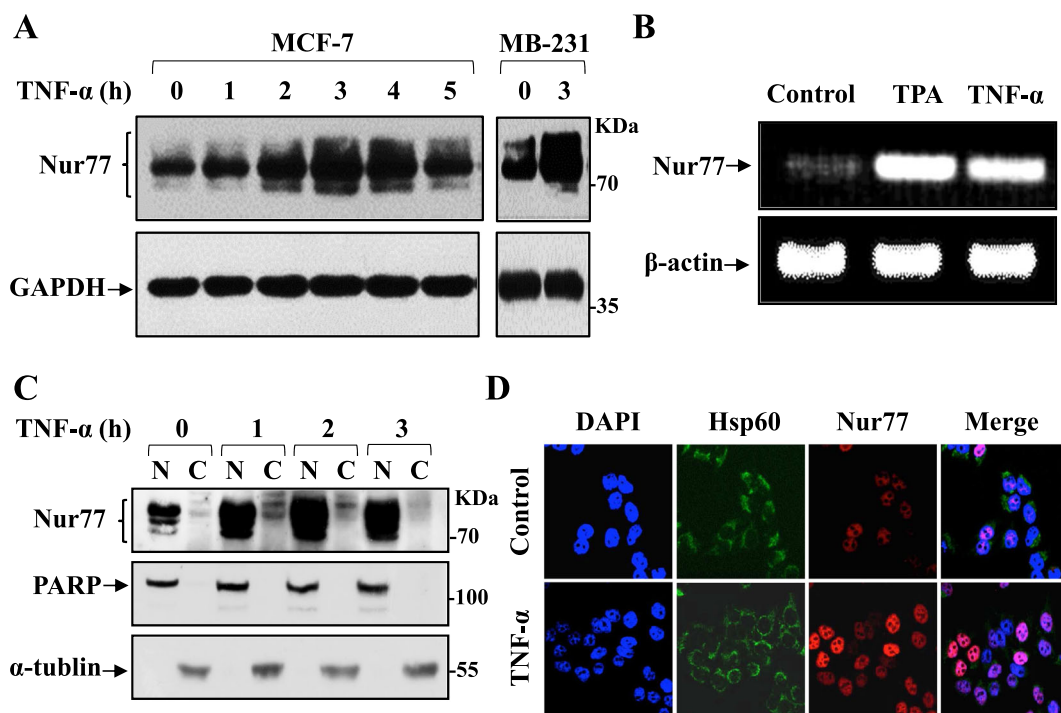 A
MCF-7 MB-231
TNF-α (h) 0 1 2 3 4 5 0 3
KDa
Nur77
-70
GAPDH
-35
B
Control TPA TNF-α
Nur77
β-actin
C
TNF-α (h) 0 1 2 3
N C N C N C N C
KDa
Nur77
-70
PARP
-100
α-tublin
-55
D
DAPI Hsp60 Nur77 Merge
Control
TNF-α